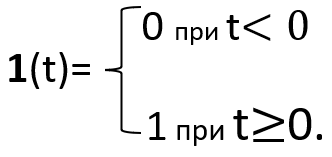 0 при t< 0
1(t)=
1 при t≥0.